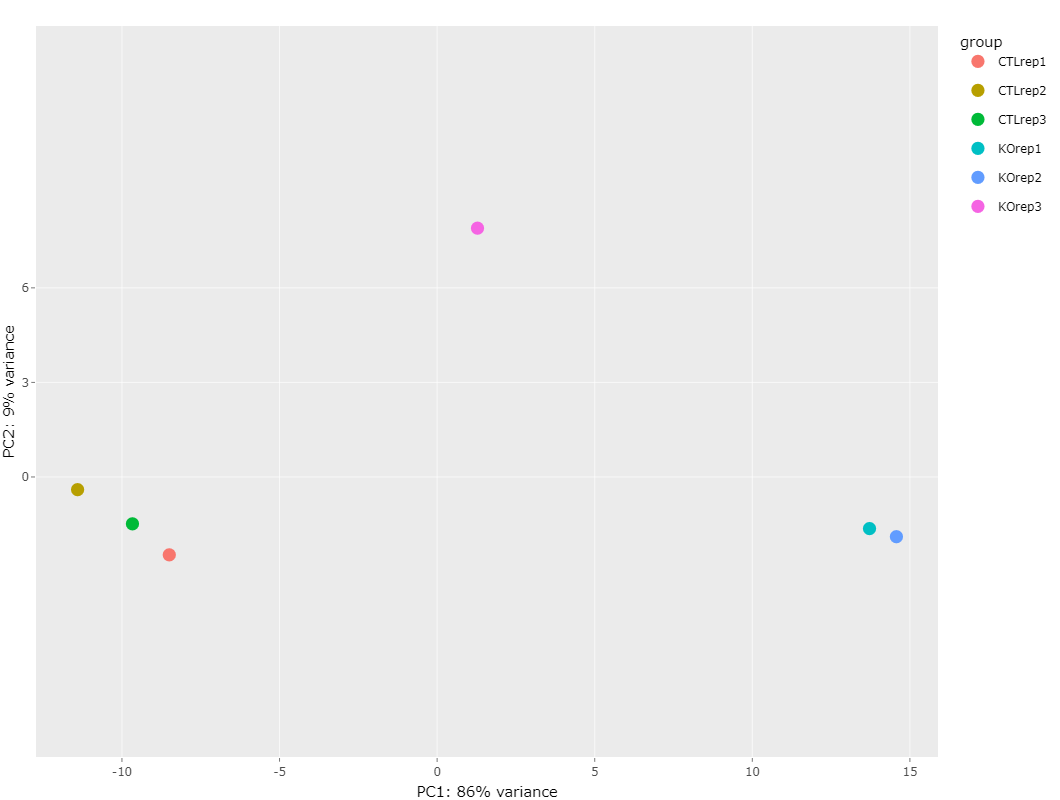 group
CTLrep1
CTLrep2
CTLrep3
KOrep1
KOrep2
KOrep3
PC2: 9% variance
6
3
0
-10
-5
0
5
10
15
PC1: 86% variance